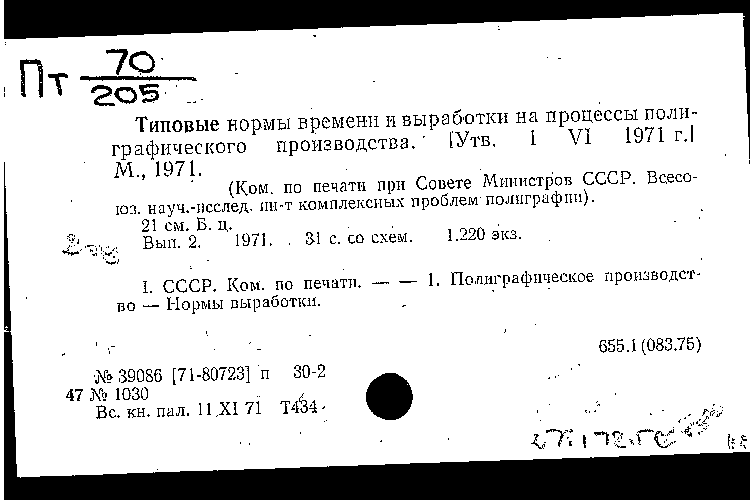 Пт 70
205
Типовые нормы времени и выработки на процессы поли-
графического производства. [Утв. 1 VI 1971 г.]
М., 1971.
(Ком. по печати при Совете Министров СССР. Всесо-
юз. науч.-исслед. ин-т комплексных проблем полиграфии).
21 см. Б. ц.
Вып. 2. 1971. 31 с. со схем. 1.220 экз.
I. СССР. Ком. по печати. — — 1. Полиграфическое производст-
во — Нормы выработки.
655.1(083.75)
№ 39086 [71-80723] п 30-2
47 № 1030
Вс. кн. пал. 11 XI 71 Т434